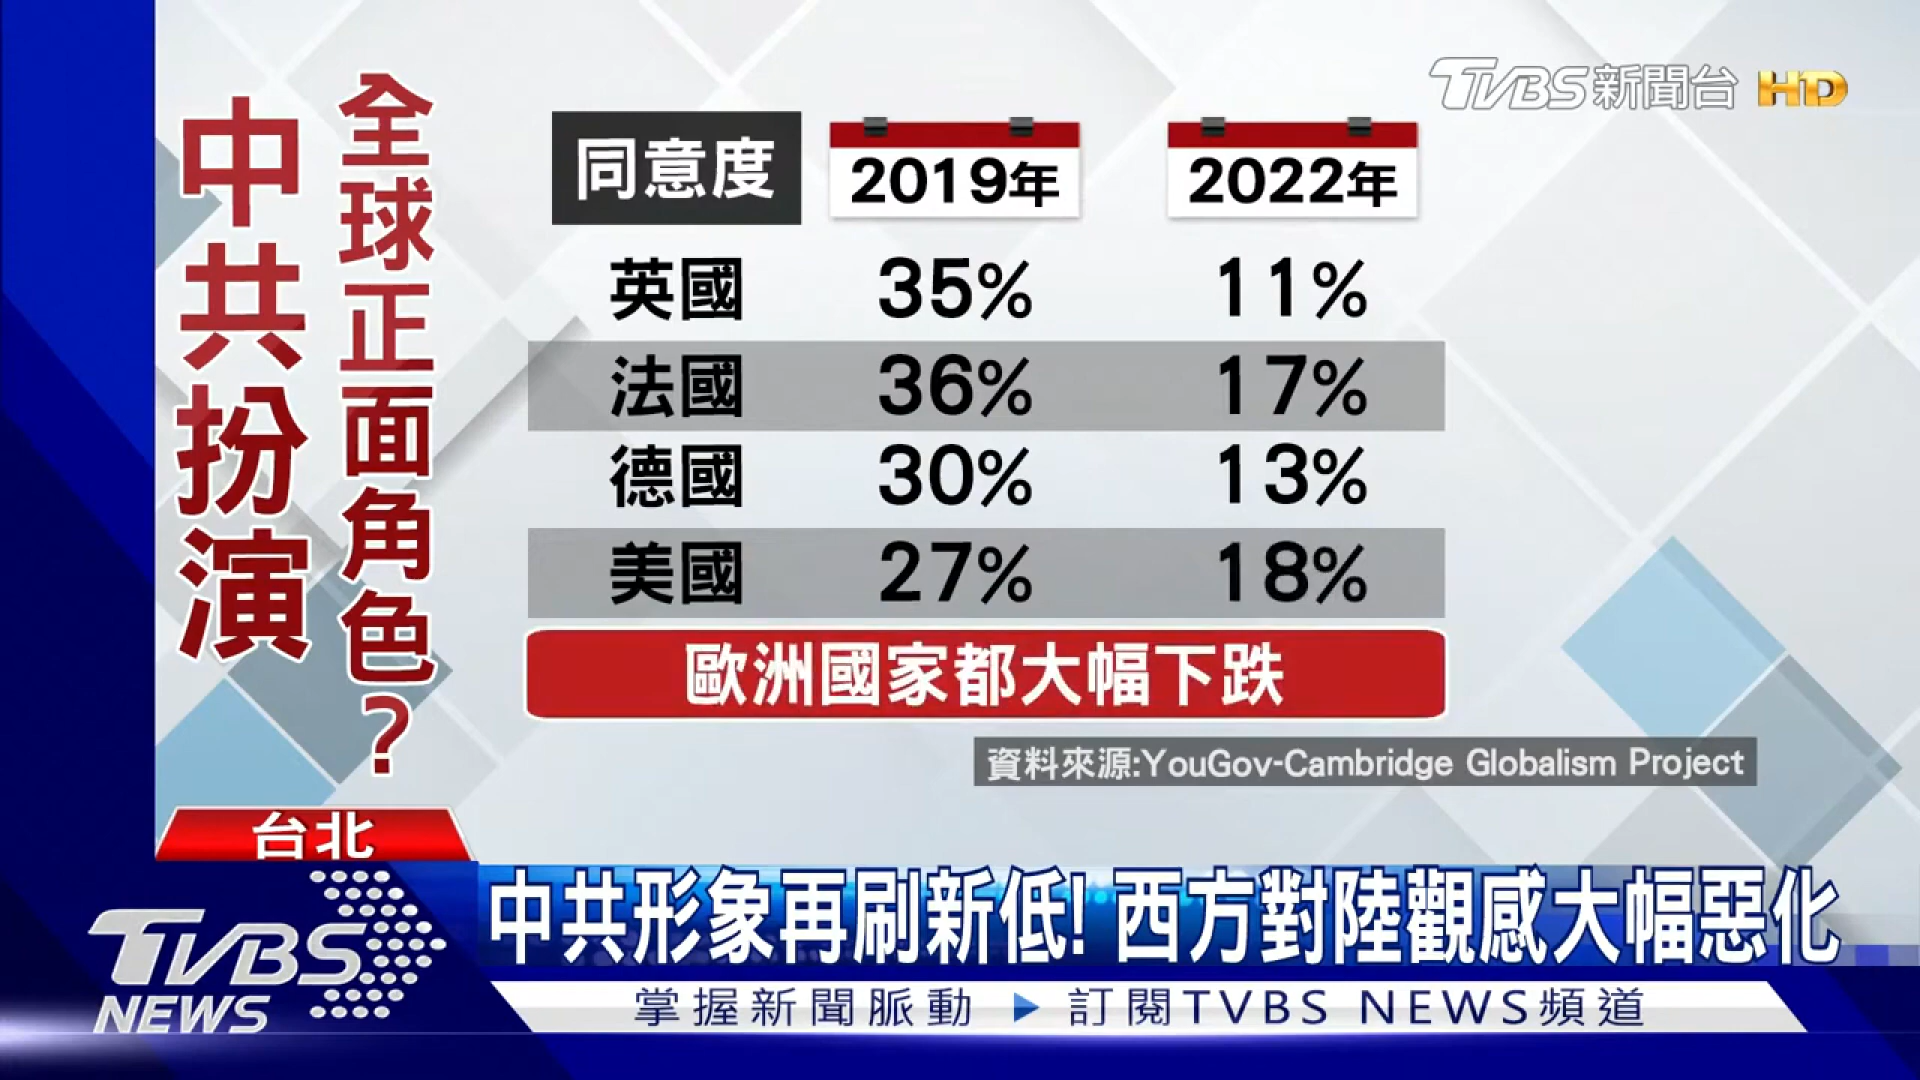 TVBS新聞台 HD
中共扮演
全球正面角色?
同意度 2019年 2022年
英國 35% 11%
法國 36% 17%
德國 30% 13%
美國 27% 18%
歐洲國家都大幅下跌
資料來源:YouGov-Cambridge Globalism Project
台北
中共形象再刷新低! 西方對陸觀感大幅惡化
TVBS
NEWS
掌握新聞脈動 ▶ 訂閱TVBS NEWS頻道